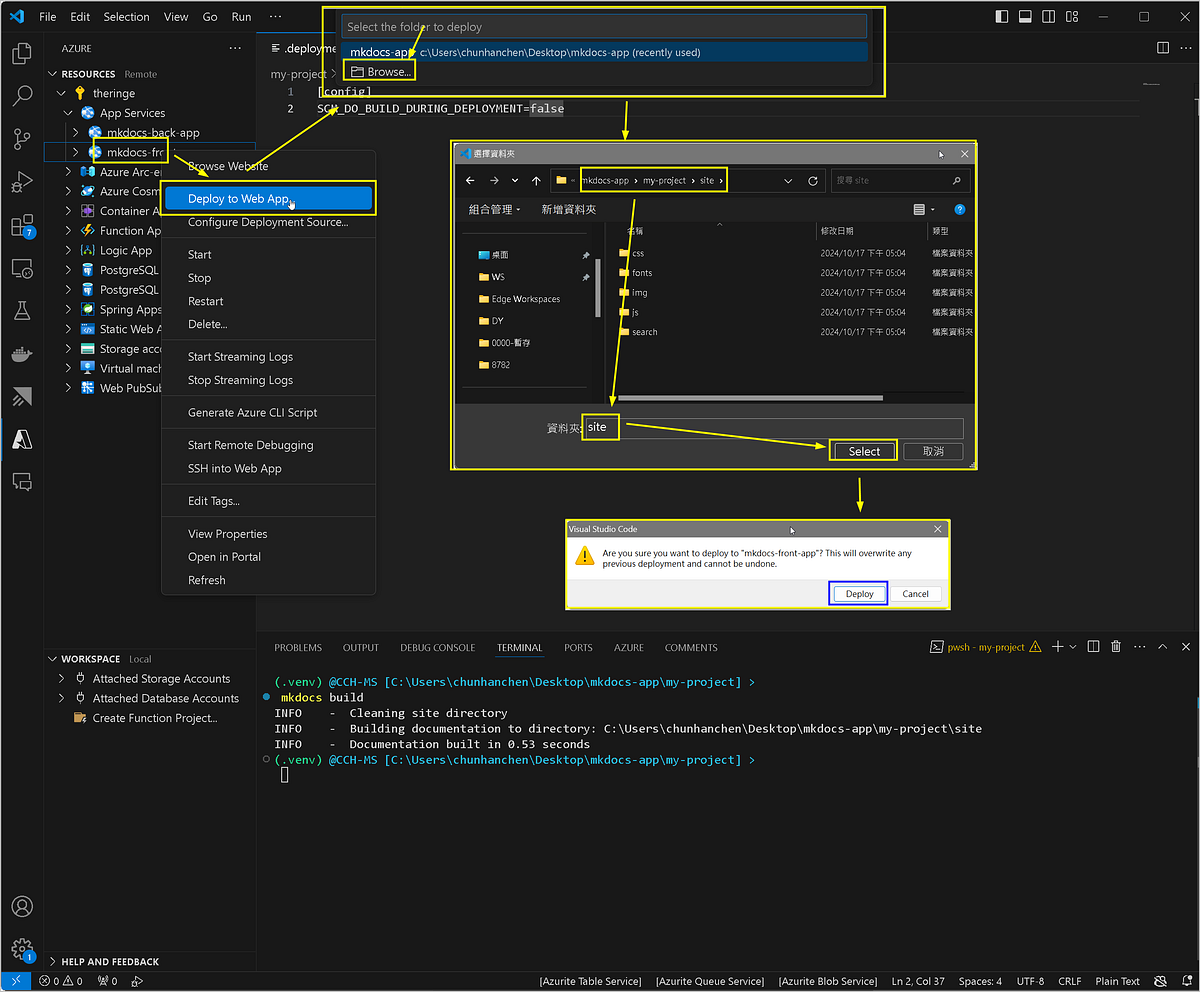 File Edit Selection View Go Run ···
Select the folder to deploy
mkdocs-app c:\Users\chunhanchen\Desktop\mkdocs-app (recently used)
Browse...
AZURE
RESOURCES Remote
theringe
App Services
mkdocs-back-app
mkdocs-fro
Azure Arc-e
Azure Cosm
Container A
Function Ap
Logic App
PostgreSQL
PostgreSQL
Spring Apps
Static Web A
Storage acco
Virtual mach
Web PubSub
Browse Website
Deploy to Web App...
Configure Deployment Source...
Start
Stop
Restart
Delete...
Start Streaming Logs
Stop Streaming Logs
Generate Azure CLI Script
Start Remote Debugging
SSH into Web App
Edit Tags...
View Properties
Open in Portal
Refresh
.deployme
my-project >
1 [config]
2 SCM_DO_BUILD_DURING_DEPLOYMENT=false
選擇資料夾
mkdocs-app › my-project › site ›
搜尋 site
組合管理
新增資料夾
名稱 修改日期 類型
桌面
WS
Edge Workspaces
DY
0000-暫存
8782
css 2024/10/17 下午 05:04 檔案資料夾
fonts 2024/10/17 下午 05:04 檔案資料夾
img 2024/10/17 下午 05:04 檔案資料夾
js 2024/10/17 下午 05:04 檔案資料夾
search 2024/10/17 下午 05:04 檔案資料夾
資料夾: site
Select 取消
Visual Studio Code
Are you sure you want to deploy to "mkdocs-front-app"? This will overwrite any
previous deployment and cannot be undone.
Deploy Cancel
7
WORKSPACE Local
Attached Storage Accounts
Attached Database Accounts
Create Function Project...
HELP AND FEEDBACK
PROBLEMS OUTPUT DEBUG CONSOLE TERMINAL PORTS AZURE COMMENTS
pwsh - my-project
(.venv) @CCH-MS [C:\Users\chunhanchen\Desktop\mkdocs-app\my-project] >
mkdocs build
INFO - Cleaning site directory
INFO - Building documentation to directory: C:\Users\chunhanchen\Desktop\mkdocs-app\my-project\site
INFO - Documentation built in 0.53 seconds
(.venv) @CCH-MS [C:\Users\chunhanchen\Desktop\mkdocs-app\my-project] >
1
0 0 0 [Azurite Table Service] [Azurite Queue Service] [Azurite Blob Service] Ln 2, Col 37 Spaces: 4 UTF-8 CRLF Plain Text